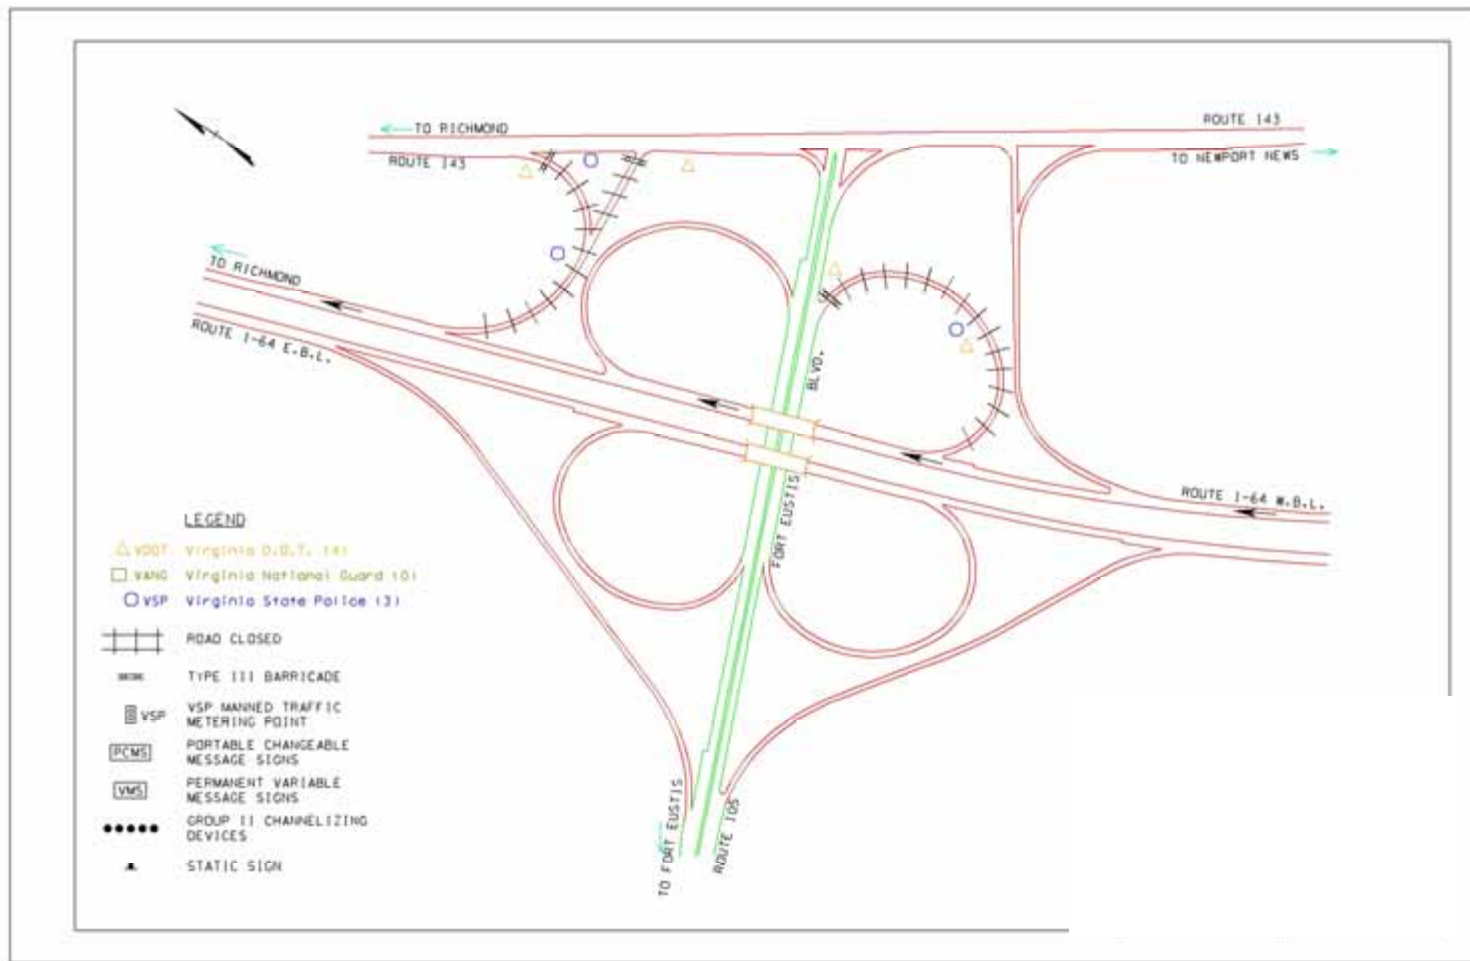 TO RICHMOND
ROUTE 143
ROUTE 143
TO NEWPORT NEWS
TO RICHMOND
ROUTE I-64 E.B.L.
BLVD.
FORT EUSTIS
ROUTE I-64 W.B.L.
TO FORT EUSTIS
ROUTE 105
LEGEND
VDOT Virginia D.O.T. (4)
VANG Virginia National Guard (0)
VSP Virginia State Police (3)
ROAD CLOSED
TYPE III BARRICADE
VSP VSP MANNED TRAFFIC
METERING POINT
PCMS PORTABLE CHANGEABLE
MESSAGE SIGNS
VMS PERMANENT VARIABLE
MESSAGE SIGNS
GROUP II CHANNELIZING
DEVICES
STATIC SIGN